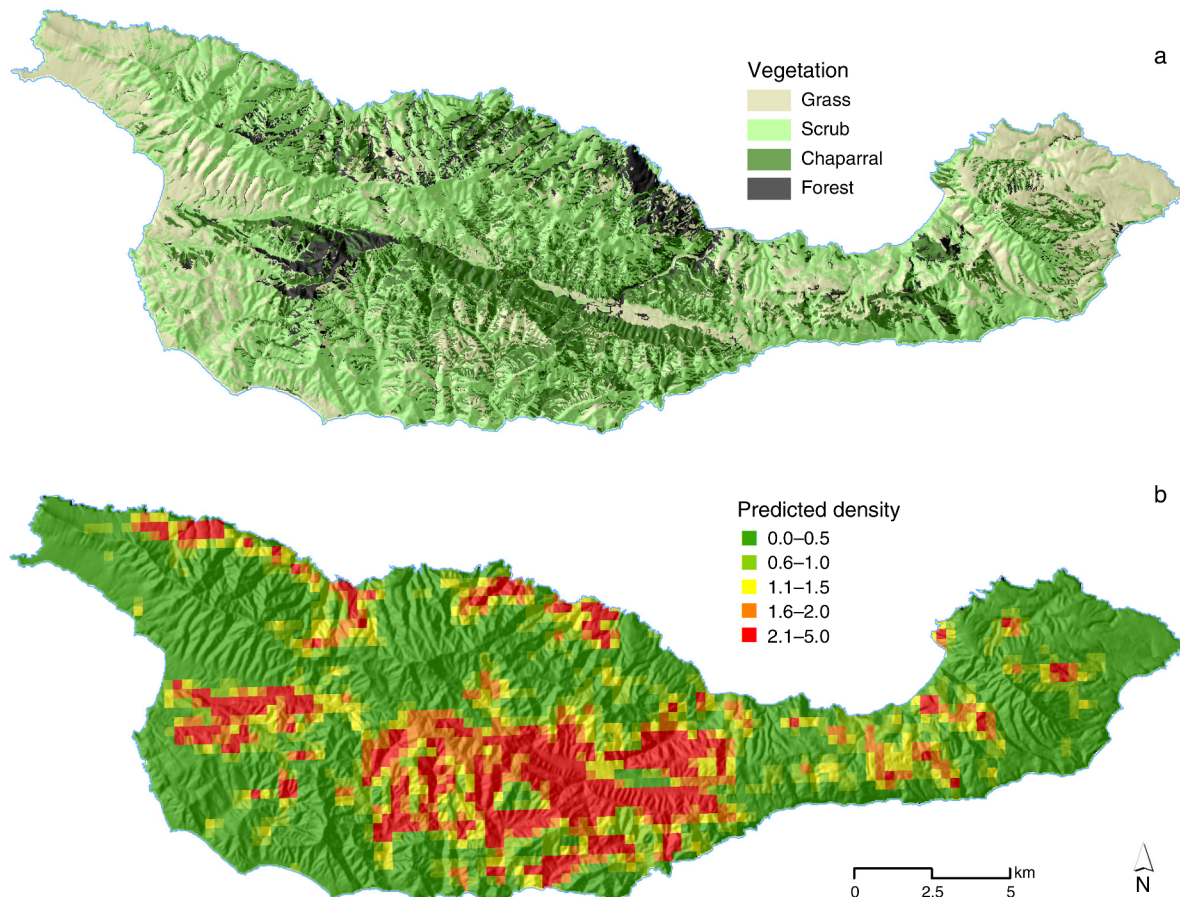 a
Vegetation
Grass
Scrub
Chaparral
Forest
b
Predicted density
0.0–0.5
0.6–1.0
1.1–1.5
1.6–2.0
2.1–5.0
km
0 2.5 5
N